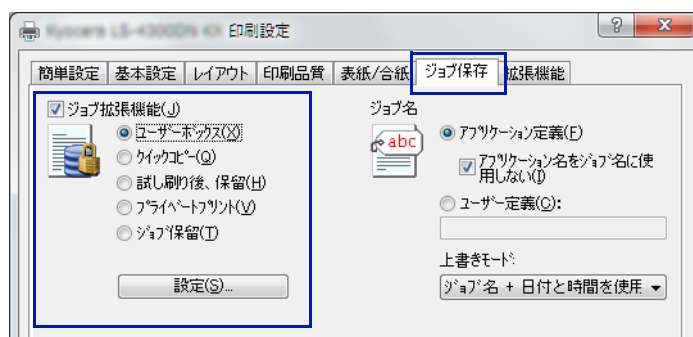 Kyocera LS-4300DN KX 印刷設定
簡単設定 基本設定 レイアウト 印刷品質 表紙/合紙 ジョブ保存 拡張機能
ジョブ拡張機能(J)
ユーザーボックス(X)
クイックコピー(Q)
試し刷り後、保留(H)
プライベートプリント(V)
ジョブ保留(T)
設定(S)...
ジョブ名
abc
アプリケーション定義(F)
アプリケーション名をジョブ名に使
用しない(I)
ユーザー定義(C):
上書きモード:
ジョブ名 + 日付と時間を使用